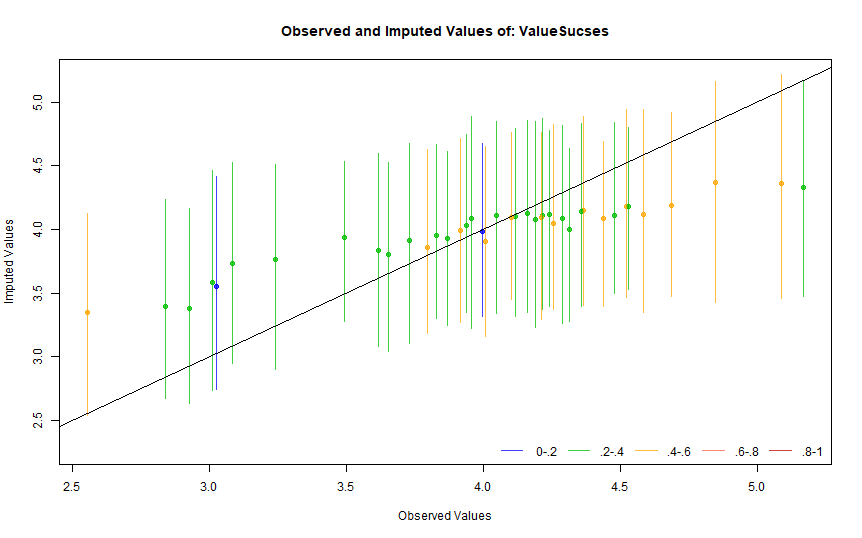 Observed and Imputed Values of: ValueSucses
Imputed Values
5.0
4.5
4.0
3.5
3.0
2.5
0-.2 .2-.4 .4-.6 .6-.8 .8-1
2.5 3.0 3.5 4.0 4.5 5.0
Observed Values